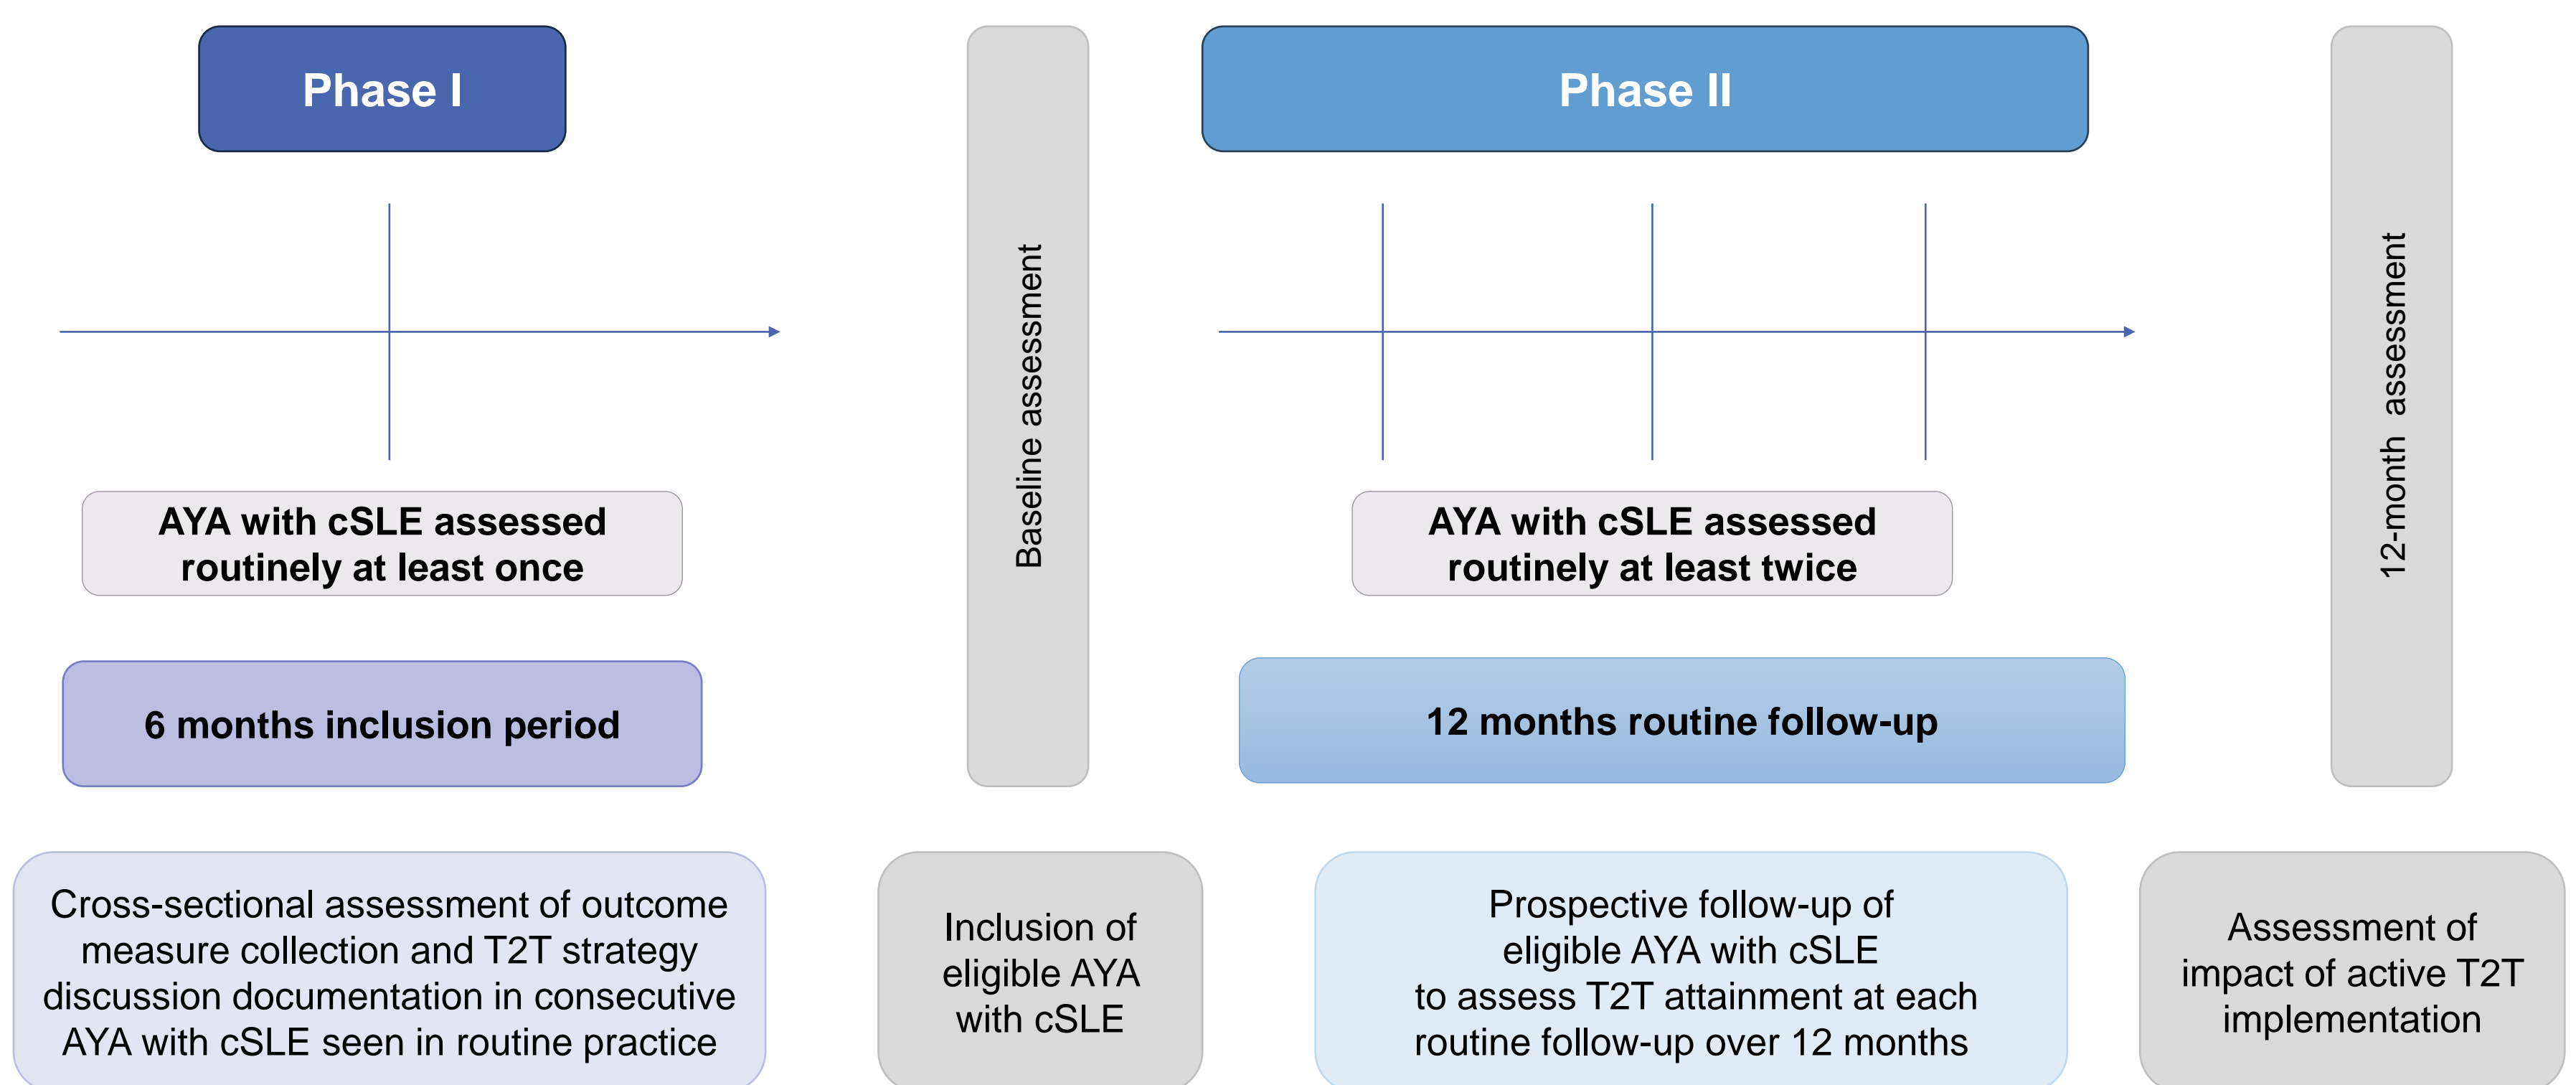 Phase I
Phase II
Baseline assessment
12-month assessment
AYA with cSLE assessed
routinely at least once
AYA with cSLE assessed
routinely at least twice
6 months inclusion period
12 months routine follow-up
Cross-sectional assessment of outcome
measure collection and T2T strategy
discussion documentation in consecutive
AYA with cSLE seen in routine practice
Inclusion of
eligible AYA
with cSLE
Prospective follow-up of
eligible AYA with cSLE
to assess T2T attainment at each
routine follow-up over 12 months
Assessment of
impact of active T2T
implementation